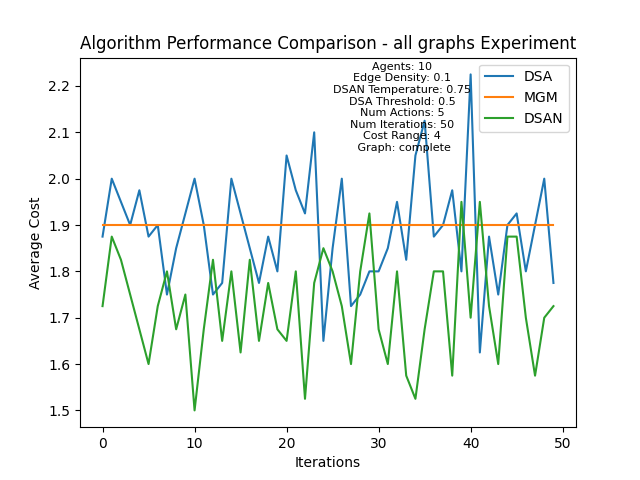 Algorithm Performance Comparison - all graphs Experiment
Agents: 10
Edge Density: 0.1
DSAN Temperature: 0.75
DSA Threshold: 0.5
Num Actions: 5
Num Iterations: 50
Cost Range: 4
Graph: complete
DSA
MGM
DSAN
Average Cost
2.2
2.1
2.0
1.9
1.8
1.7
1.6
1.5
0
10
20
30
40
50
Iterations